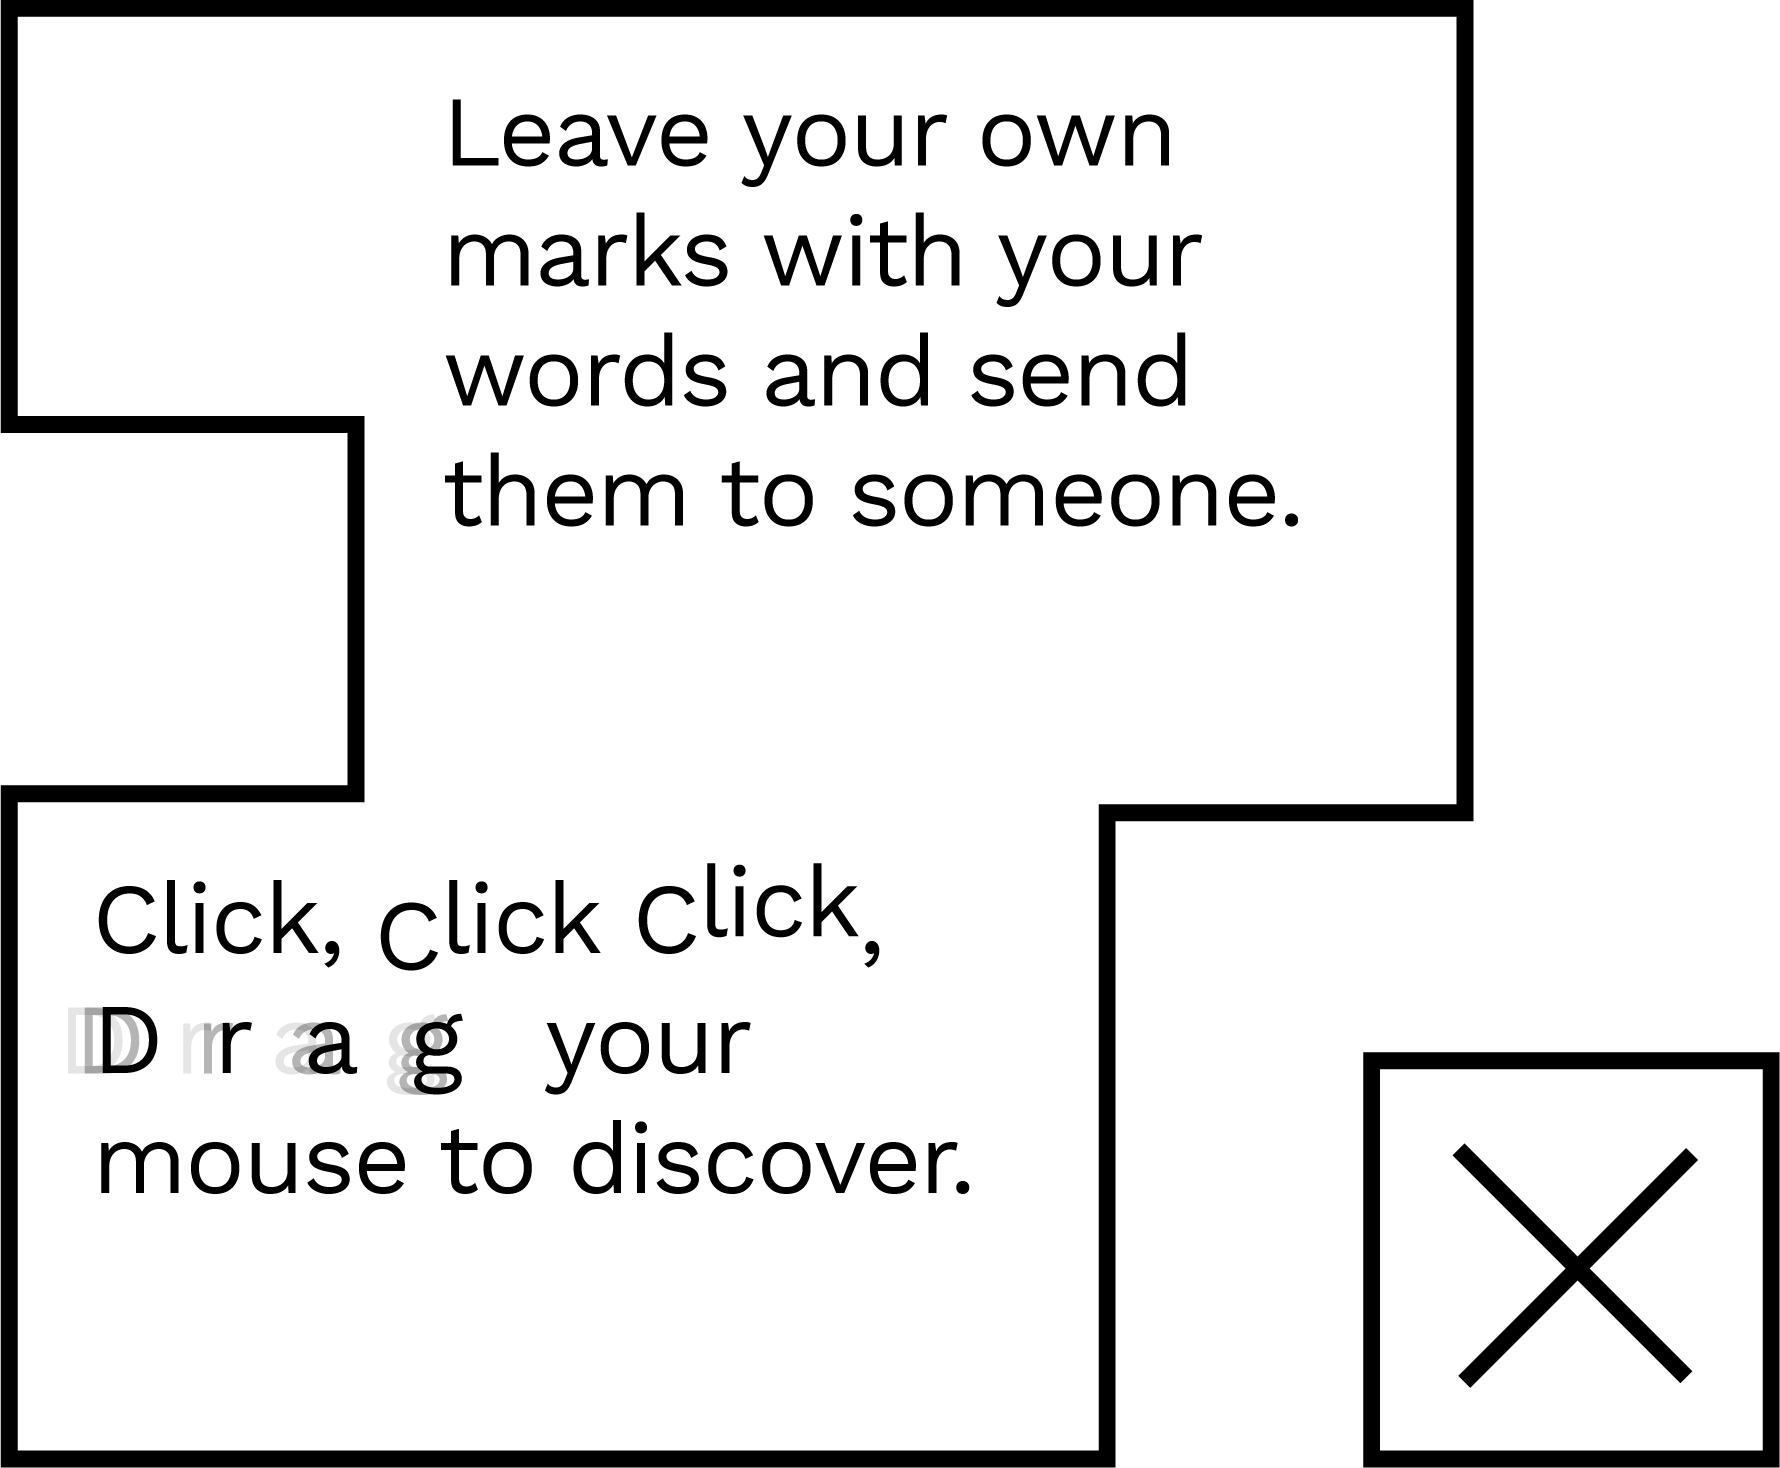 Leave your own
marks with your
words and send
them to someone.
Click, Click Click,
Drag your
mouse to discover.